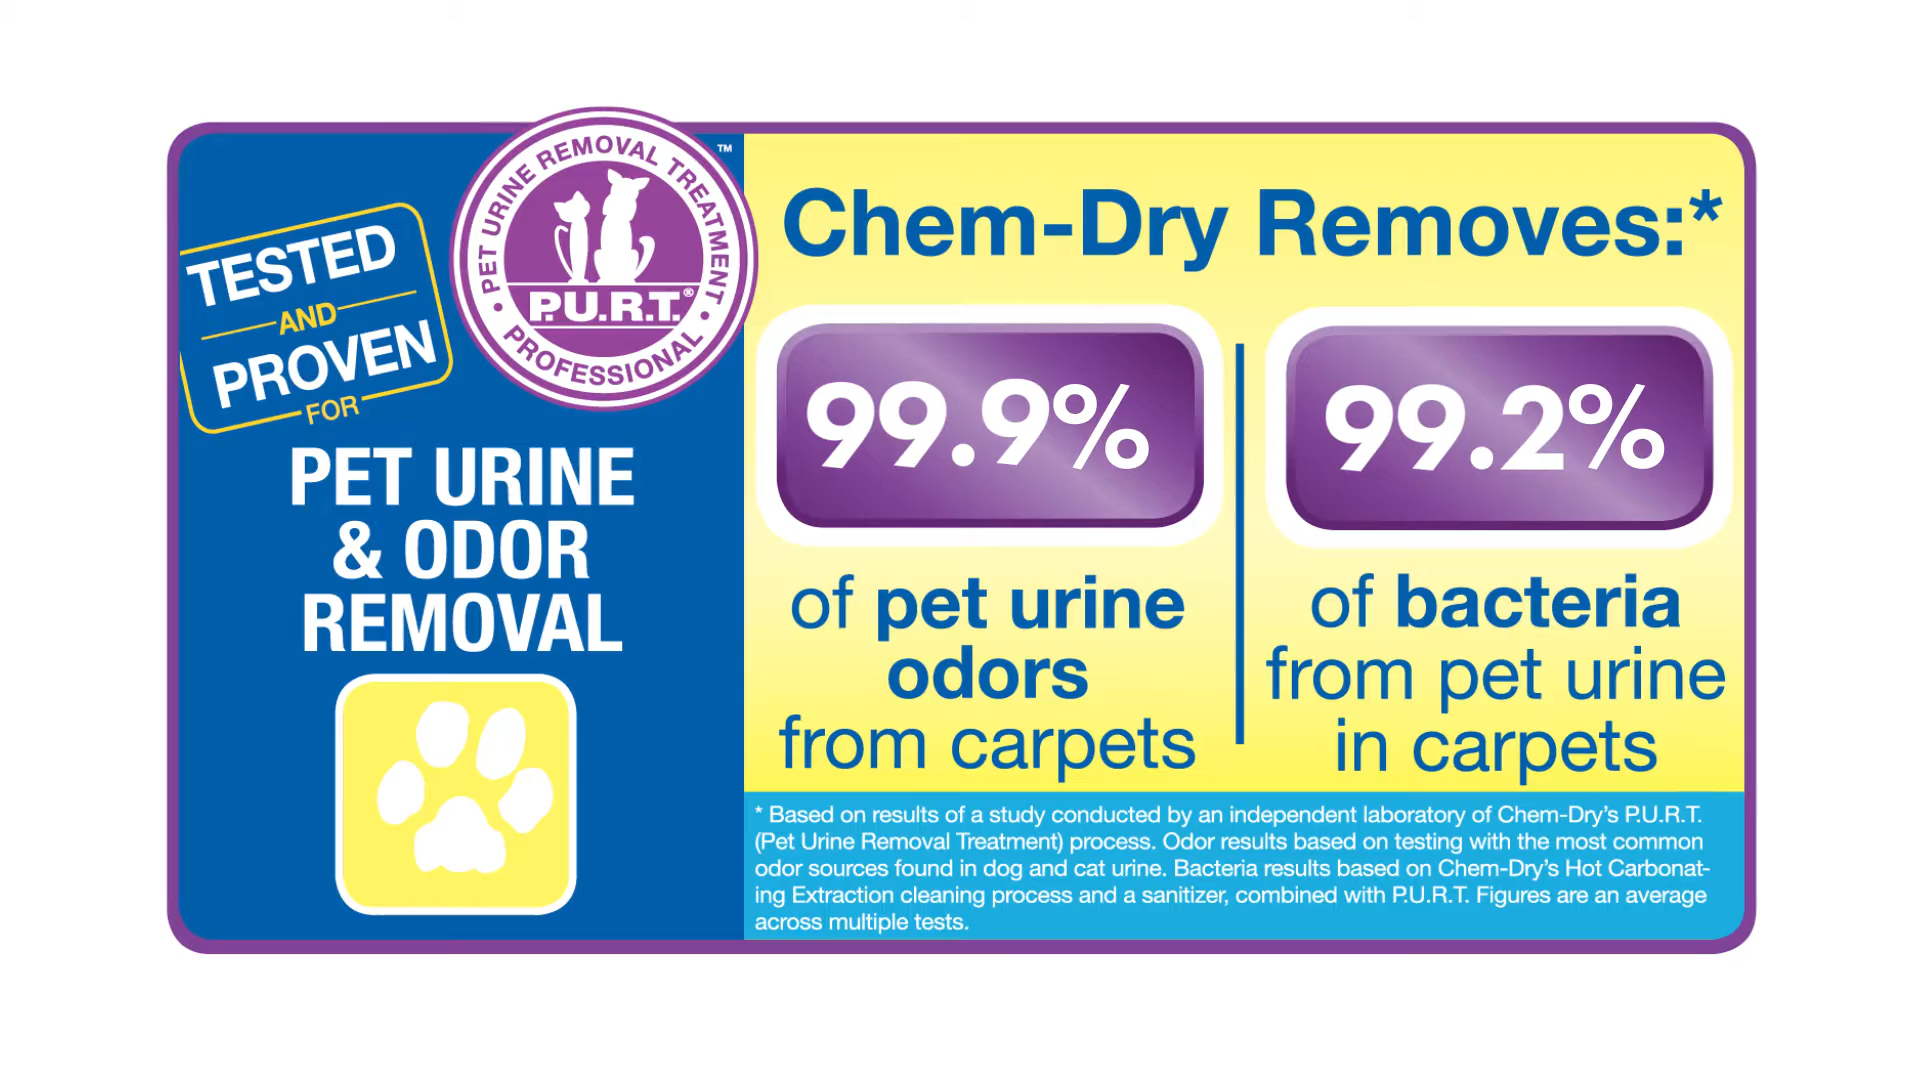 TESTED
AND
PROVEN
FOR
PET URINE
& ODOR
REMOVAL
• PET URINE REMOVAL TREATMENT •
P.U.R.T.®
PROFESSIONAL
™
Chem-Dry Removes:*
99.9%
of pet urine
odors
from carpets
99.2%
of bacteria
from pet urine
in carpets
* Based on results of a study conducted by an independent laboratory of Chem-Dry’s P.U.R.T.
(Pet Urine Removal Treatment) process. Odor results based on testing with the most common
odor sources found in dog and cat urine. Bacteria results based on Chem-Dry’s Hot Carbonat-
ing Extraction cleaning process and a sanitizer, combined with P.U.R.T. Figures are an average
across multiple tests.